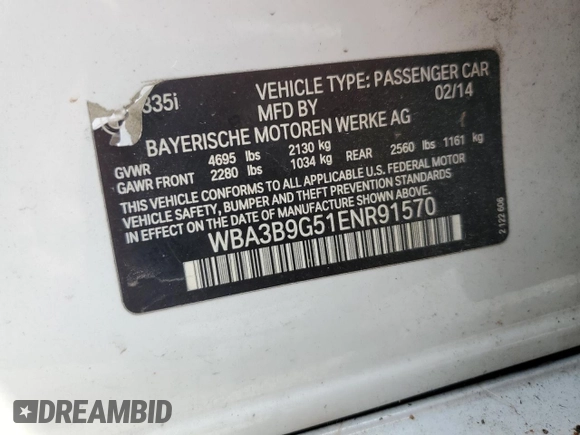 335i VEHICLE TYPE: PASSENGER CAR
MFD BY 02/14
BAYERISCHE MOTOREN WERKE AG
GVWR 4695 lbs 2130 kg
GAWR FRONT 2280 lbs 1034 kg REAR 2560 lbs 1161 kg
THIS VEHICLE CONFORMS TO ALL APPLICABLE U.S. FEDERAL MOTOR
VEHICLE SAFETY, BUMPER AND THEFT PREVENTION STANDARDS
IN EFFECT ON THE DATE OF MANUFACTURE SHOWN ABOVE.
WBA3B9G51ENR91570
2 122 606
DREAMBID